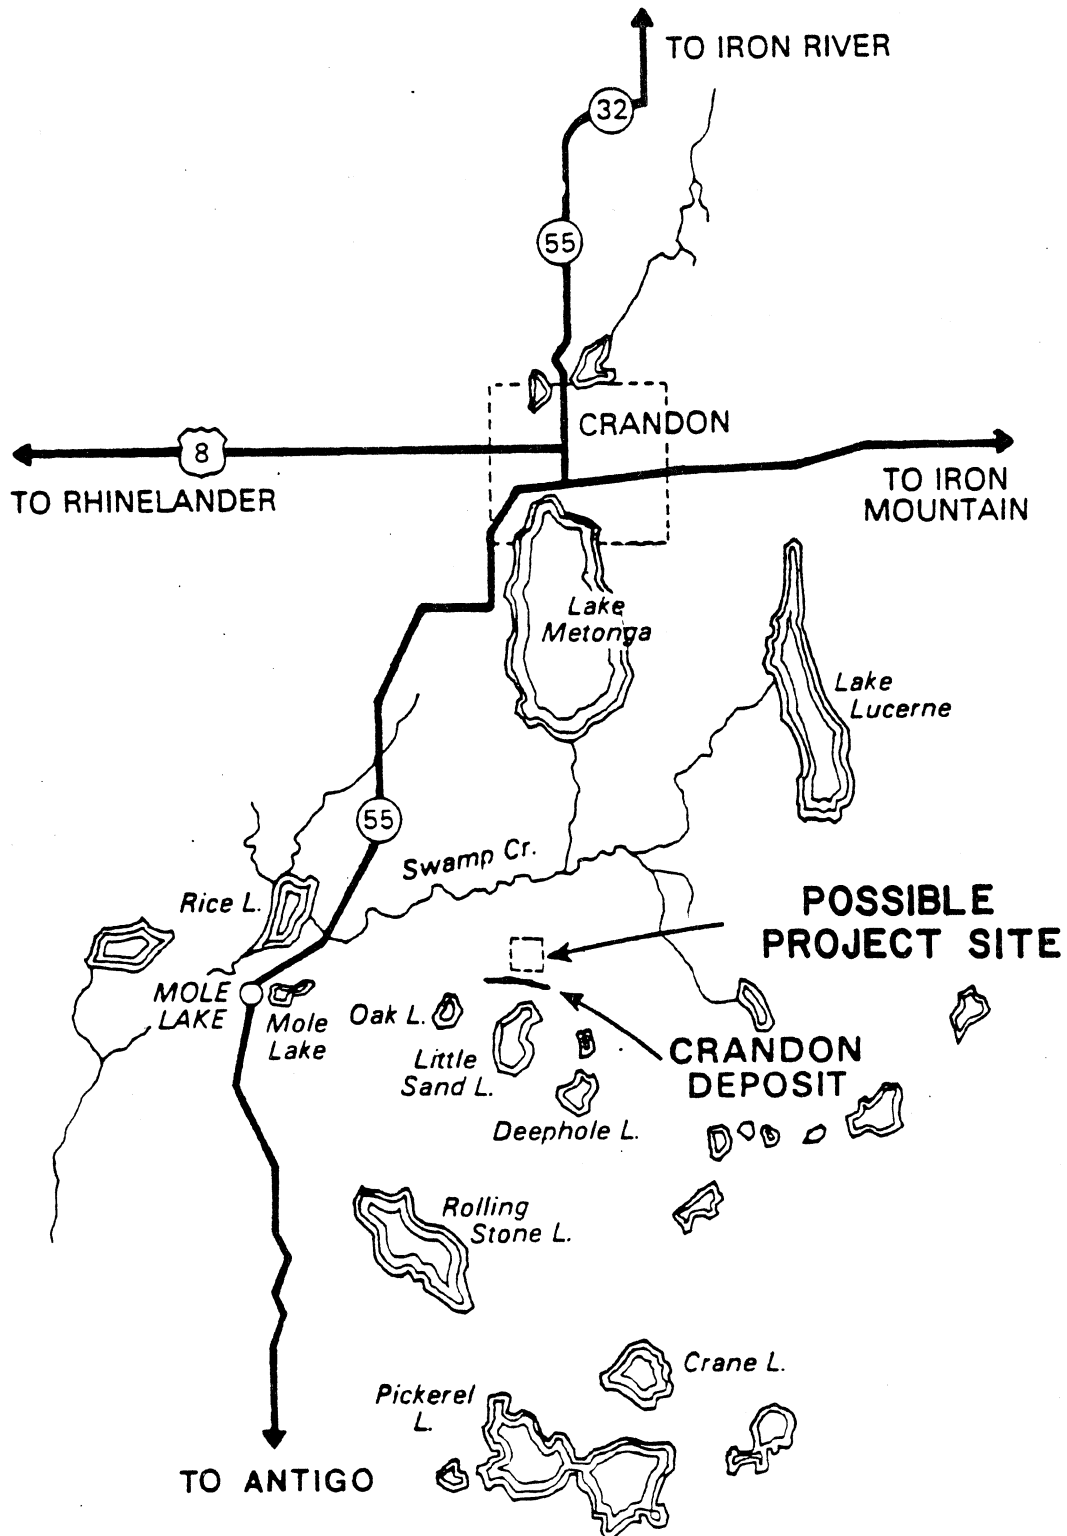 TO IRON RIVER
32
55
CRANDON
8
TO RHINELANDER
TO IRON
MOUNTAIN
Lake
Metonga
Lake
Lucerne
55
Swamp Cr.
Rice L.
POSSIBLE
PROJECT SITE
MOLE
LAKE
Mole
Lake
Oak L.
Little
Sand L.
CRANDON
DEPOSIT
Deephole L.
Rolling
Stone L.
Crane L.
Pickerel
L.
TO ANTIGO